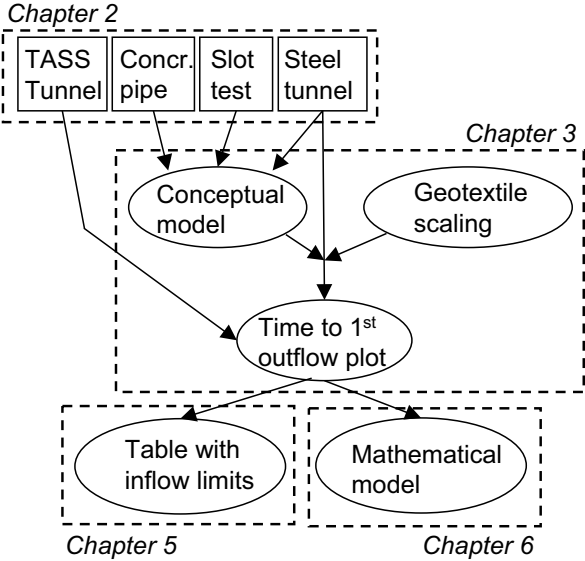 Chapter 2
TASS
Tunnel
Concr.
pipe
Slot
test
Steel
tunnel
Chapter 3
Conceptual
model
Geotextile
scaling
Time to 1st
outflow plot
Table with
inflow limits
Mathematical
model
Chapter 5
Chapter 6